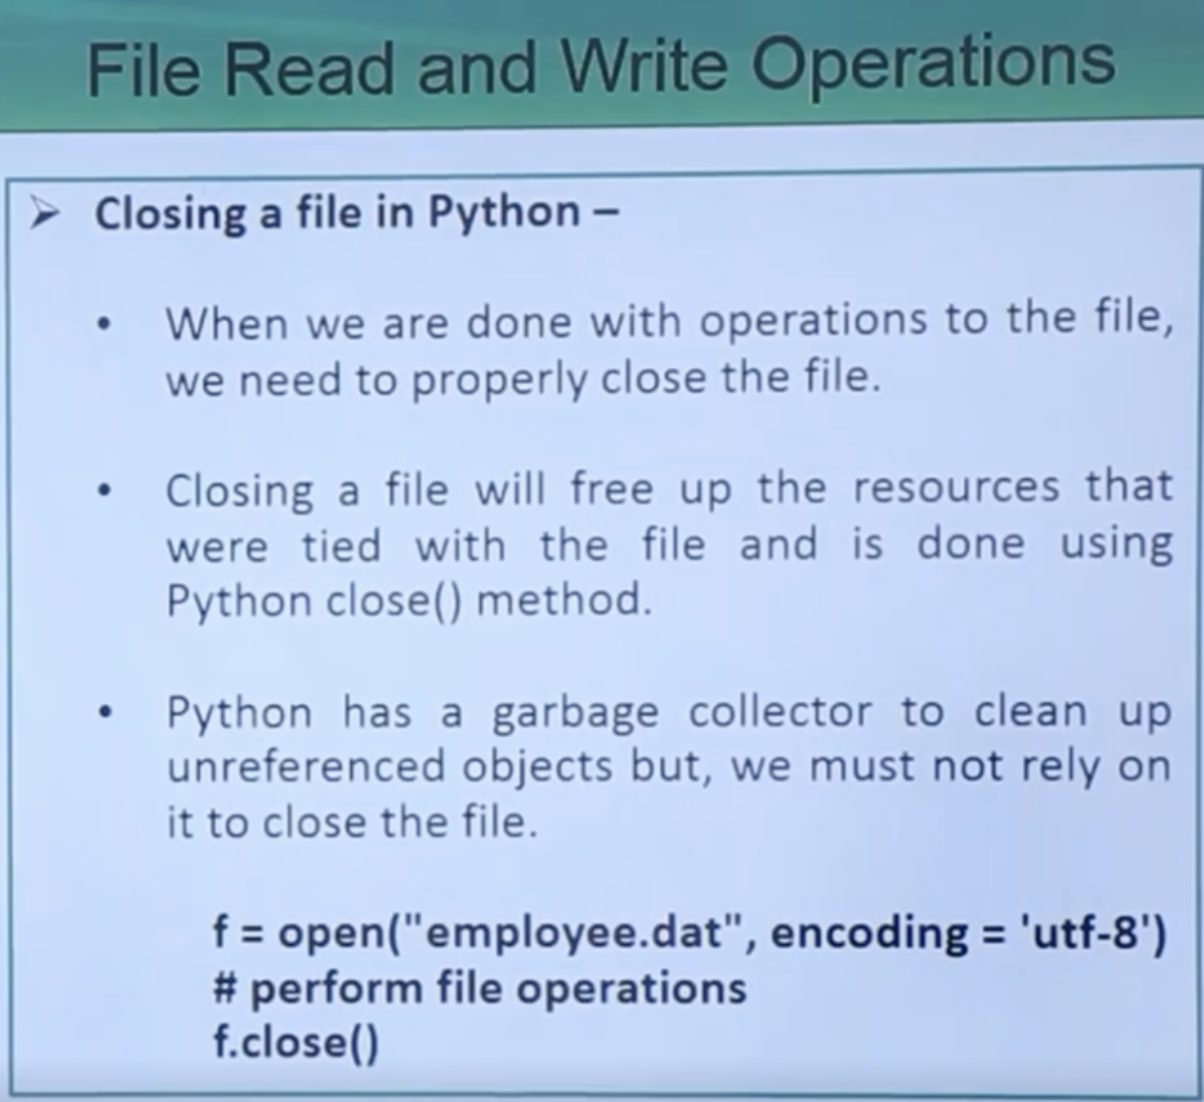 File Read and Write Operations
➢ Closing a file in Python –
• When we are done with operations to the file,
we need to properly close the file.
• Closing a file will free up the resources that
were tied with the file and is done using
Python close() method.
• Python has a garbage collector to clean up
unreferenced objects but, we must not rely on
it to close the file.
f = open("employee.dat", encoding = 'utf-8')
# perform file operations
f.close()